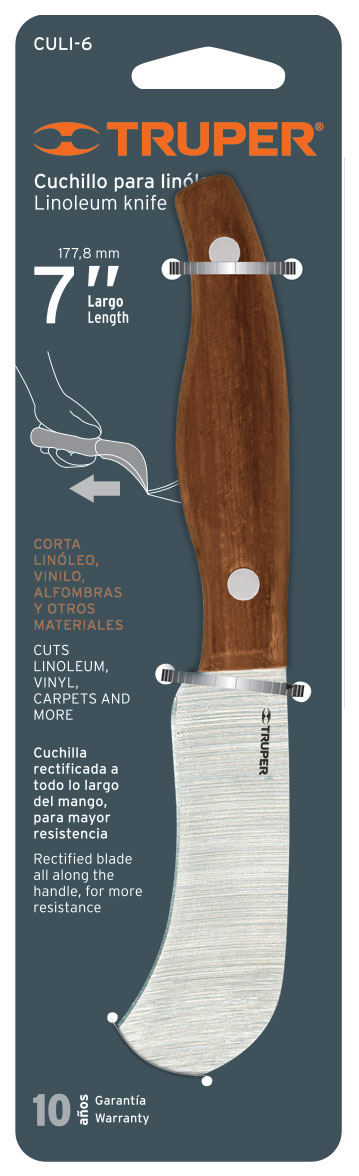 CULI-6
TRUPER®
Cuchillo para
Linoleum knife
177,8 mm
7"
Largo
Length
CORTA
LINÓLEO,
VINILO,
ALFOMBRAS
Y OTROS
MATERIALES
CUTS
LINOLEUM,
VINYL,
CARPETS AND
MORE
TRUPER
Cuchilla
rectificada a
todo lo largo
del mango,
para mayor
resistencia
Rectified blade
all along the
handle, for more
resistance
10 años Garantía
Warranty